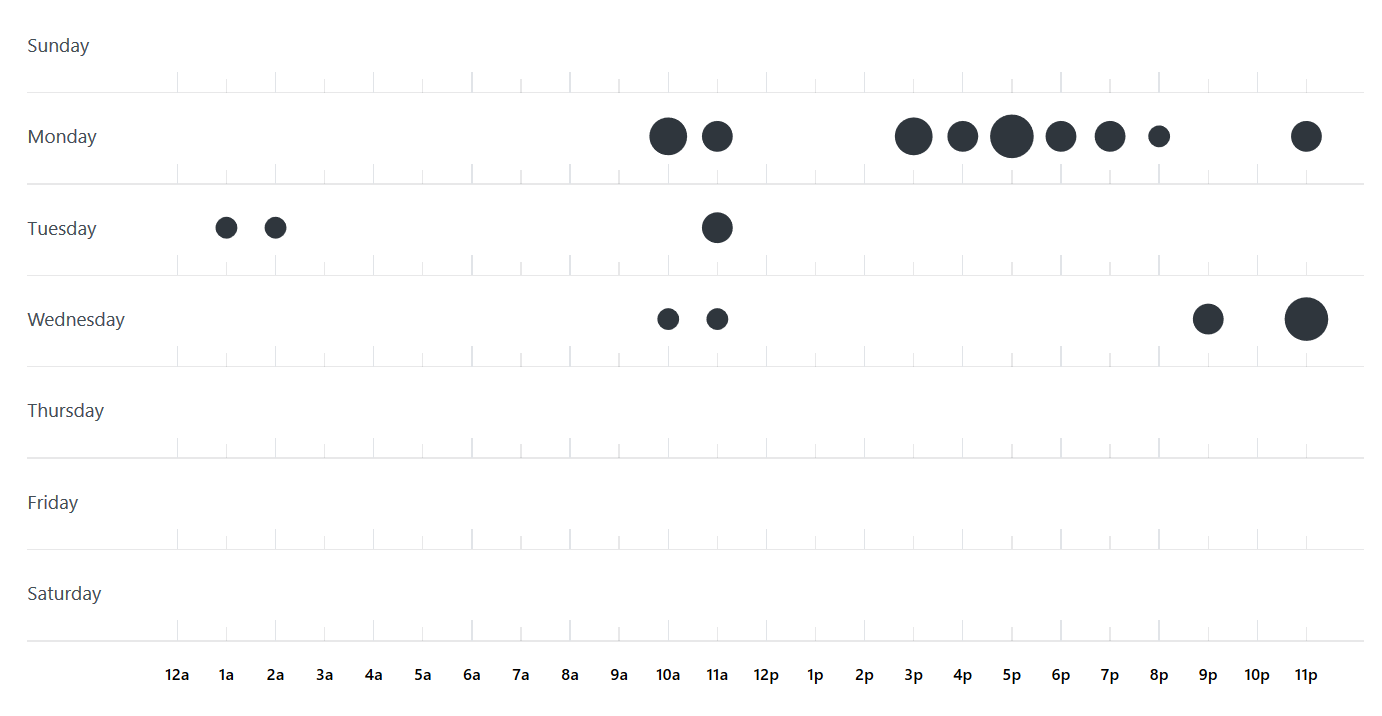 Sunday
Monday
Tuesday
Wednesday
Thursday
Friday
Saturday
12a 1a 2a 3a 4a 5a 6a 7a 8a 9a 10a 11a 12p 1p 2p 3p 4p 5p 6p 7p 8p 9p 10p 11p